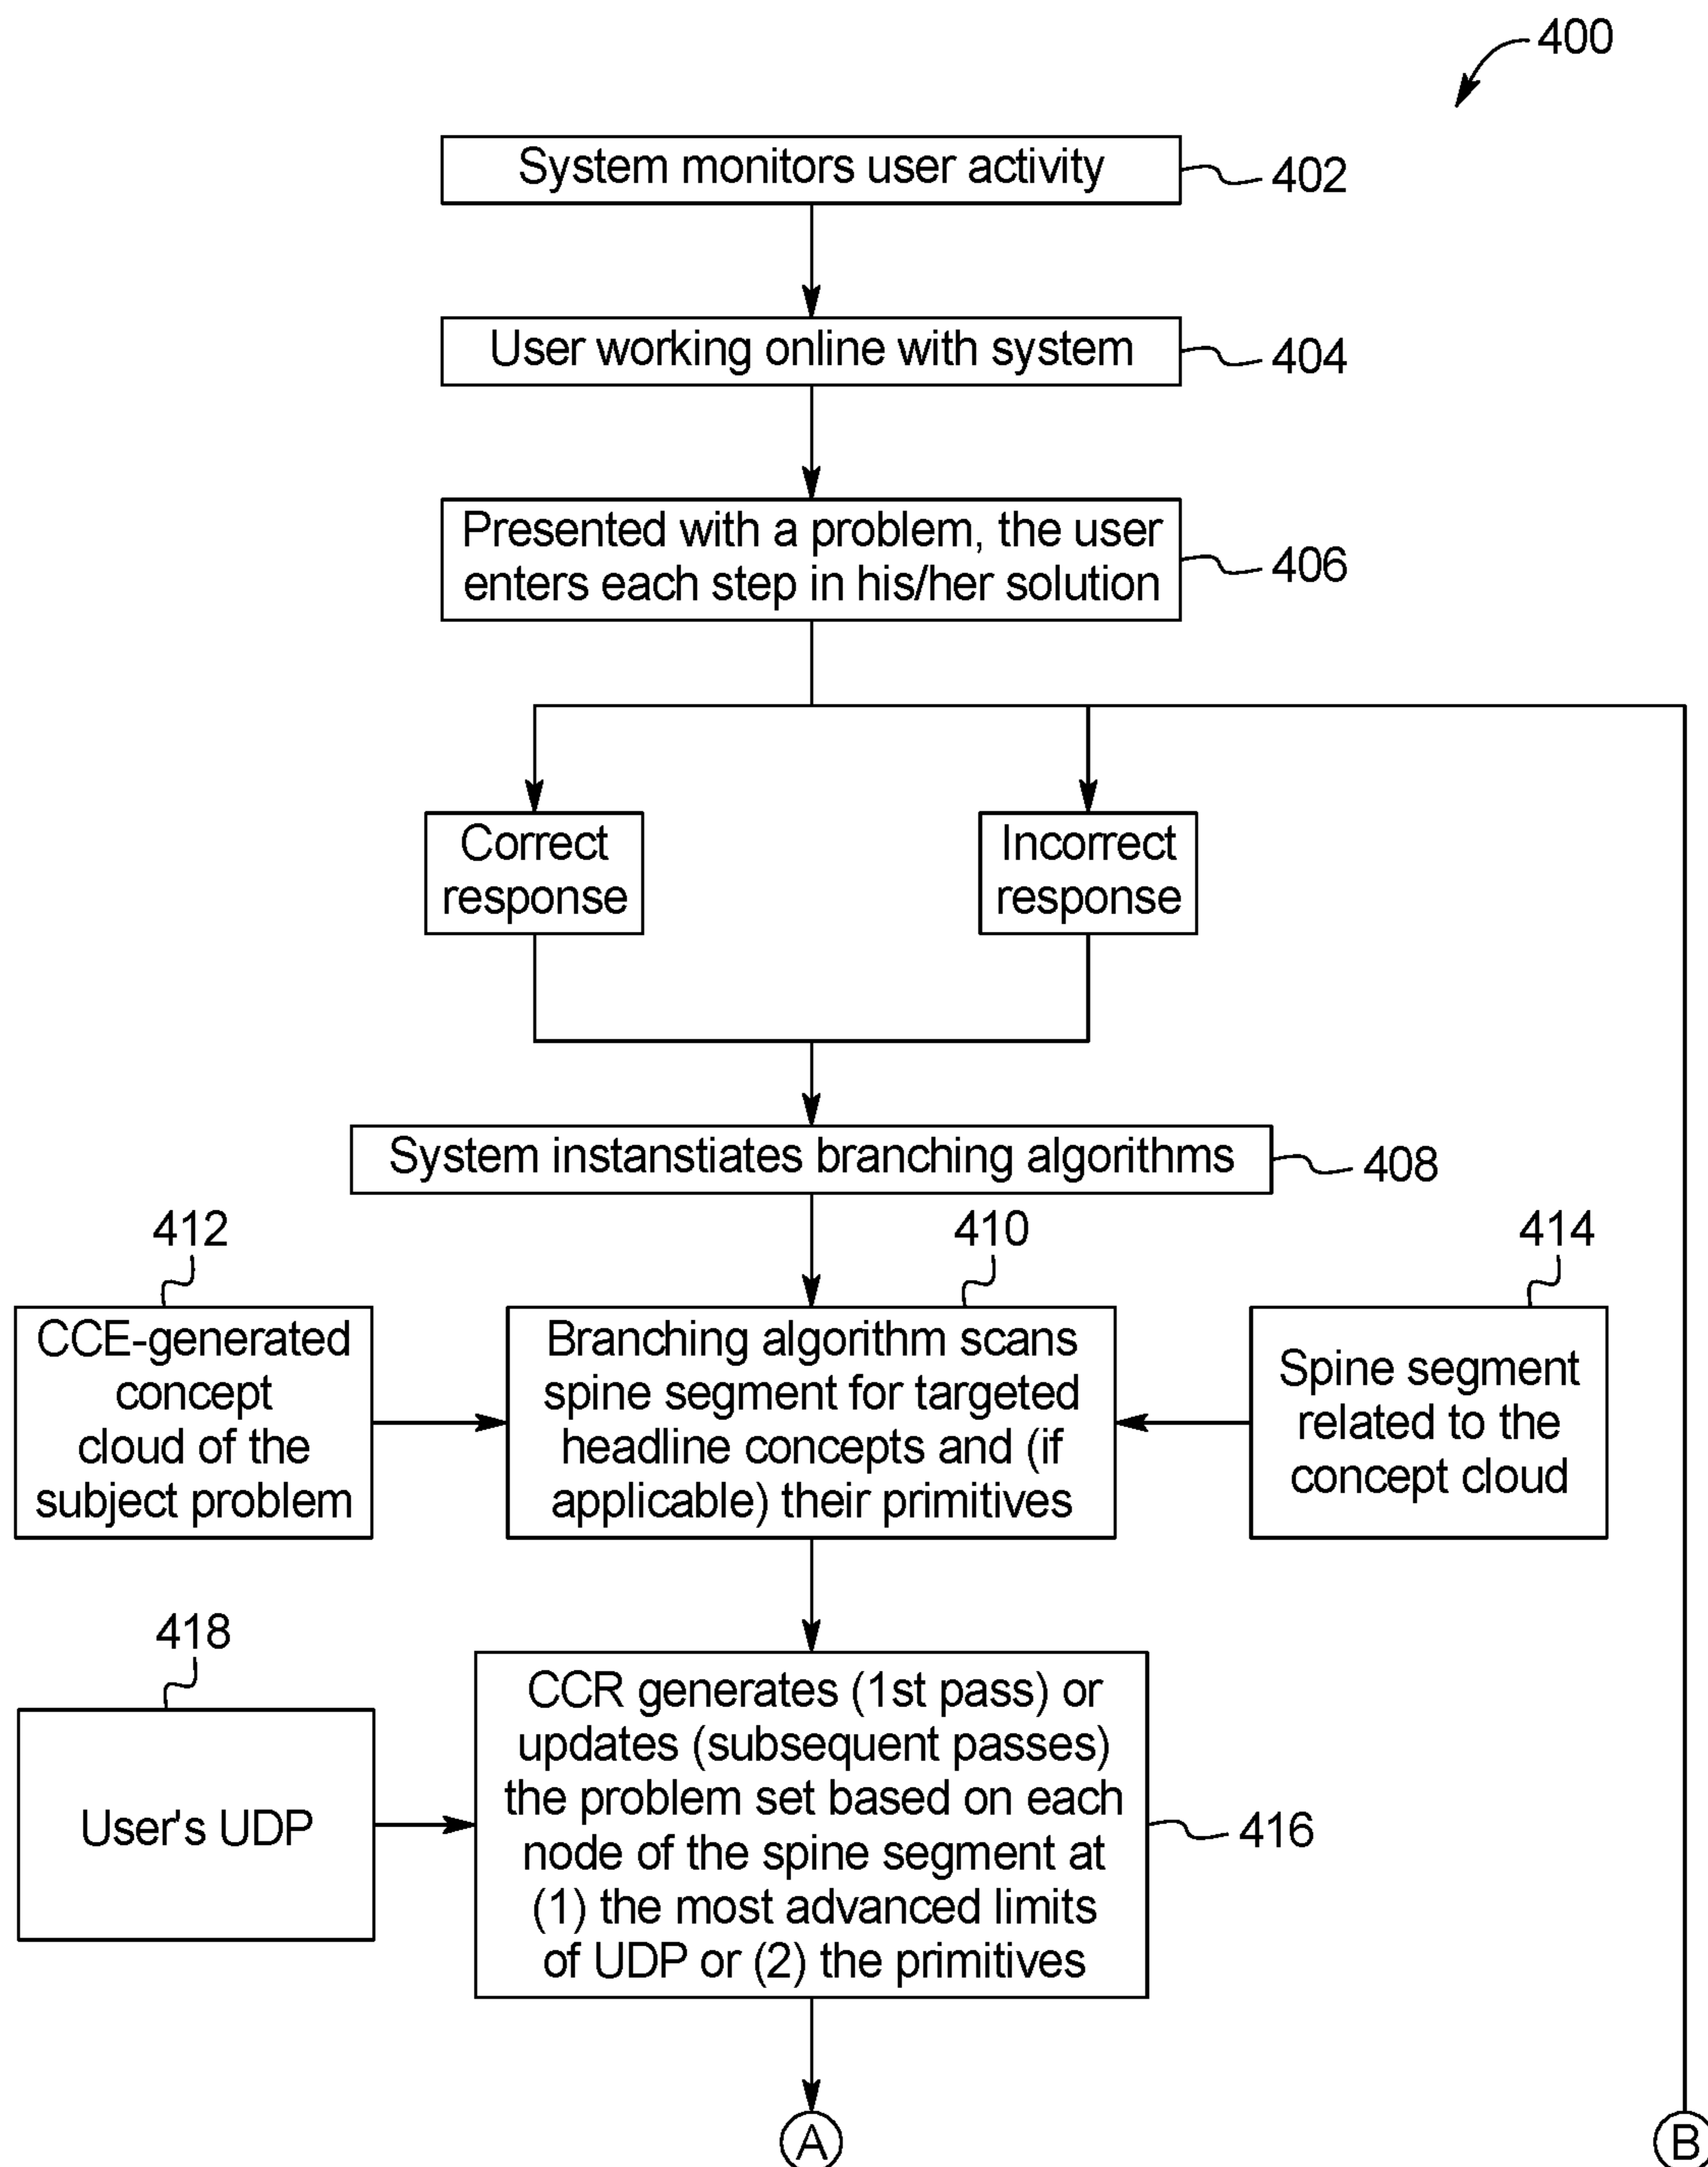 400
System monitors user activity
402
User working online with system
404
Presented with a problem, the user
enters each step in his/her solution
406
Correct
response
Incorrect
response
System instanstiates branching algorithms
408
412
410
414
CCE-generated
concept
cloud of the
subject problem
Branching algorithm scans
spine segment for targeted
headline concepts and (if
applicable) their primitives
Spine segment
related to the
concept cloud
418
User's UDP
CCR generates (1st pass) or
updates (subsequent passes)
the problem set based on each
node of the spine segment at
(1) the most advanced limits
of UDP or (2) the primitives
416
A
B